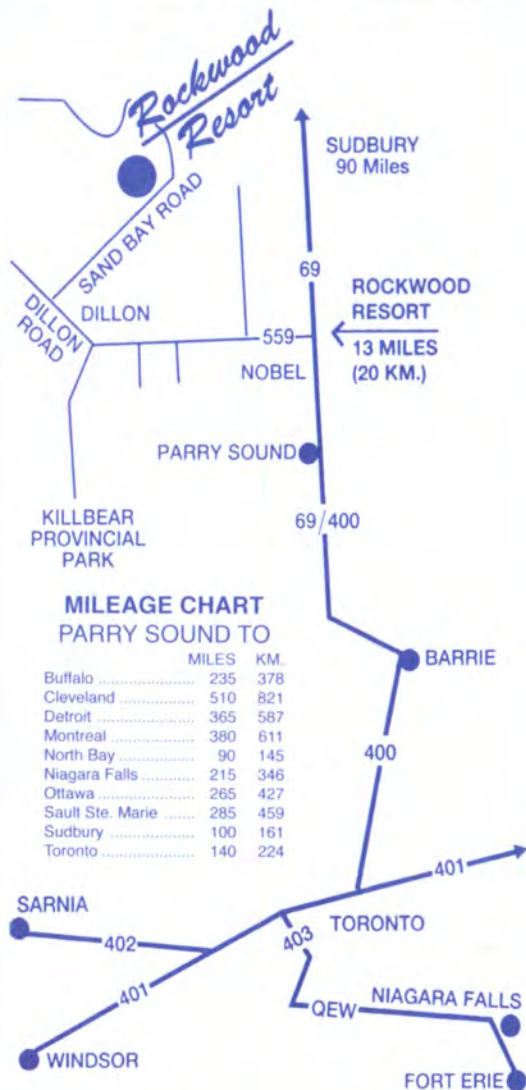 Rockwood
Resort
SUDBURY
90 Miles
SAND BAY ROAD
69
ROCKWOOD
RESORT
13 MILES
(20 KM.)
DILLON
DILLON
ROAD
559
NOBEL
PARRY SOUND
KILLBEAR
PROVINCIAL
PARK
69/400
MILEAGE CHART
PARRY SOUND TO
MILES KM.
Buffalo ..................... 235 378
Cleveland ................. 510 821
Detroit ...................... 365 587
Montreal ................... 380 611
North Bay ................. 90 145
Niagara Falls ............ 215 346
Ottawa ..................... 265 427
Sault Ste. Marie ...... 285 459
Sudbury ................... 100 161
Toronto .................... 140 224
BARRIE
400
401
SARNIA
402
TORONTO
403
401
QEW
NIAGARA FALLS
WINDSOR
FORT ERIE